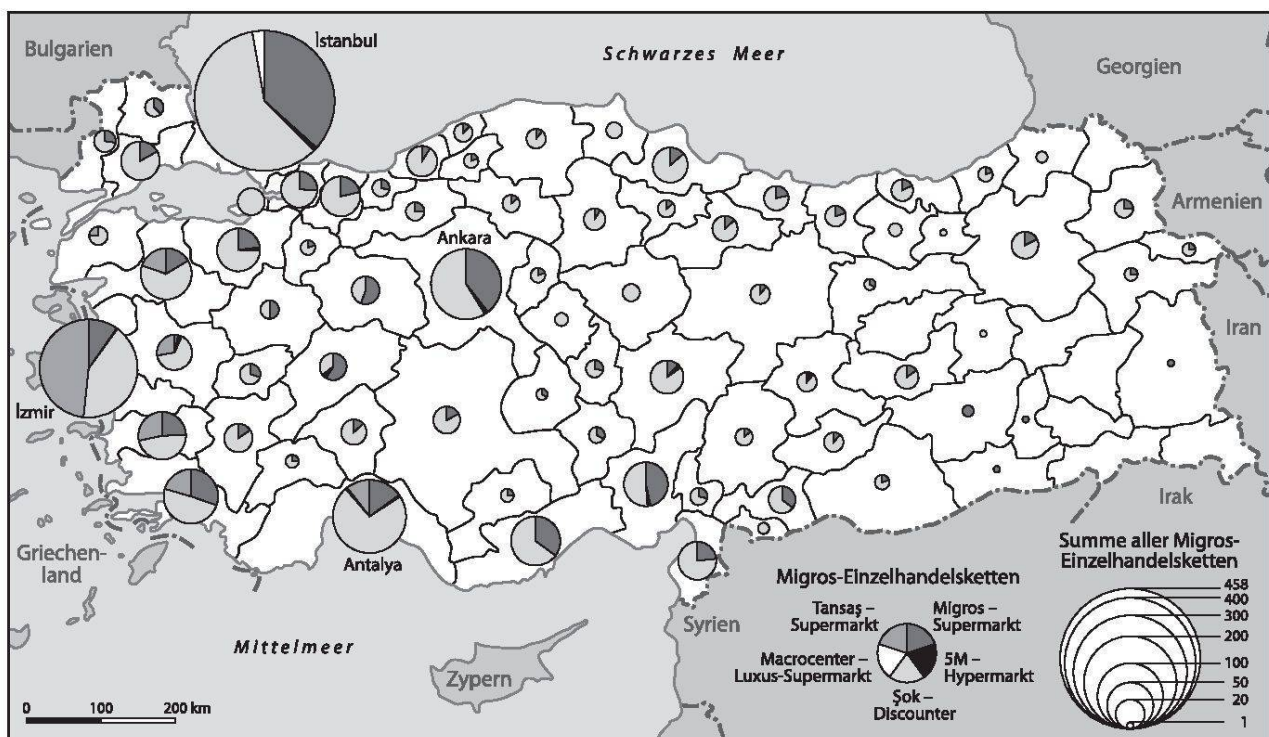 Bulgarien
İstanbul
Schwarzes Meer
Georgien
Armenien
Ankara
Iran
İzmir
Irak
Griechen-
land
Antalya
Syrien
Mittelmeer
Zypern
0 100 200 km
Migros-Einzelhandelsketten
Tansaş –
Supermarkt
Migros –
Supermarkt
Macrocenter –
Luxus-Supermarkt
5M –
Hypermarkt
Şok –
Discounter
Summe aller Migros-
Einzelhandelsketten
458
400
300
200
100
50
20
1